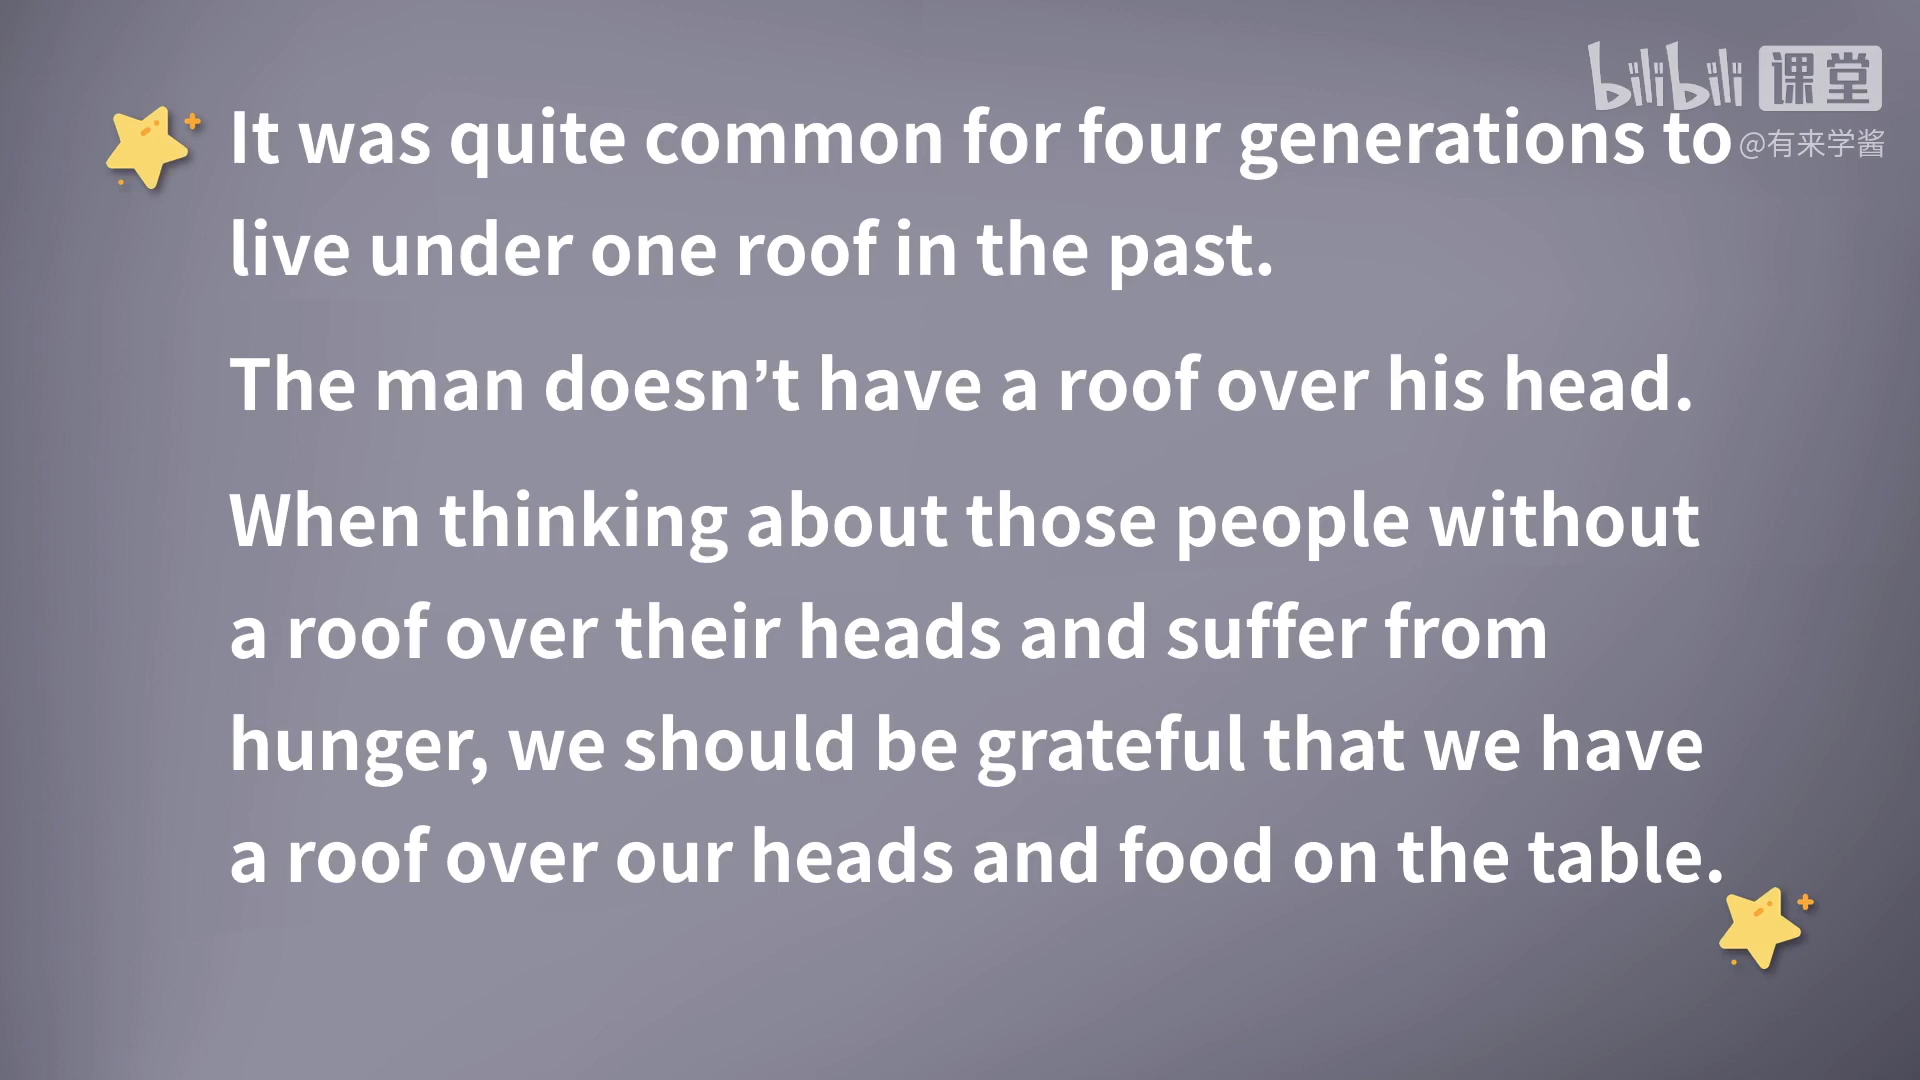 bilibili 课堂
@有来学酱
It was quite common for four generations to
live under one roof in the past.
The man doesn’t have a roof over his head.
When thinking about those people without
a roof over their heads and suffer from
hunger, we should be grateful that we have
a roof over our heads and food on the table.